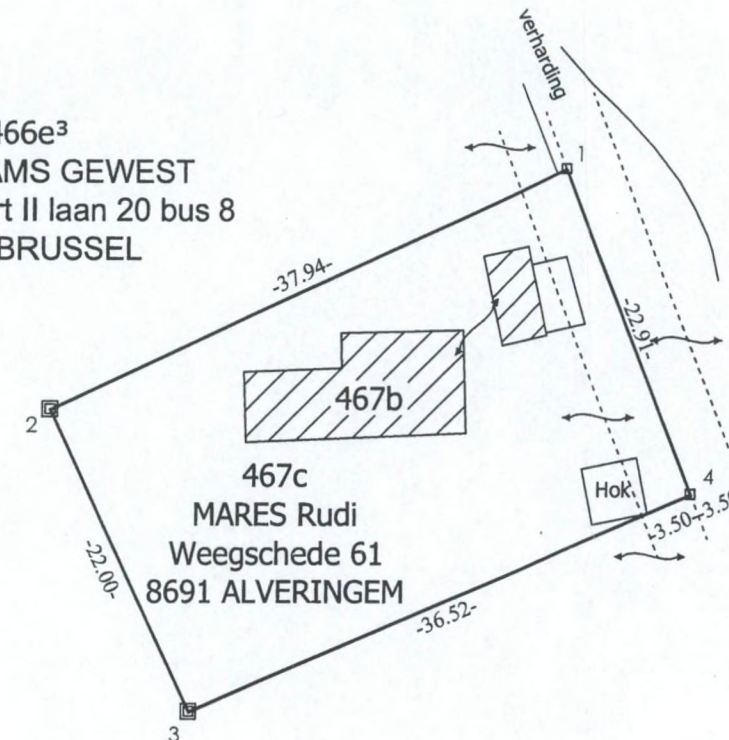 verharding
466e³
AMS GEWEST
rt II laan 20 bus 8
BRUSSEL
1
-37.94-
-22.91-
2
467b
467c
MARES Rudi
Weegschede 61
8691 ALVERINGEM
Hok
4
-3.50-
-22.00-
-36.52-
3